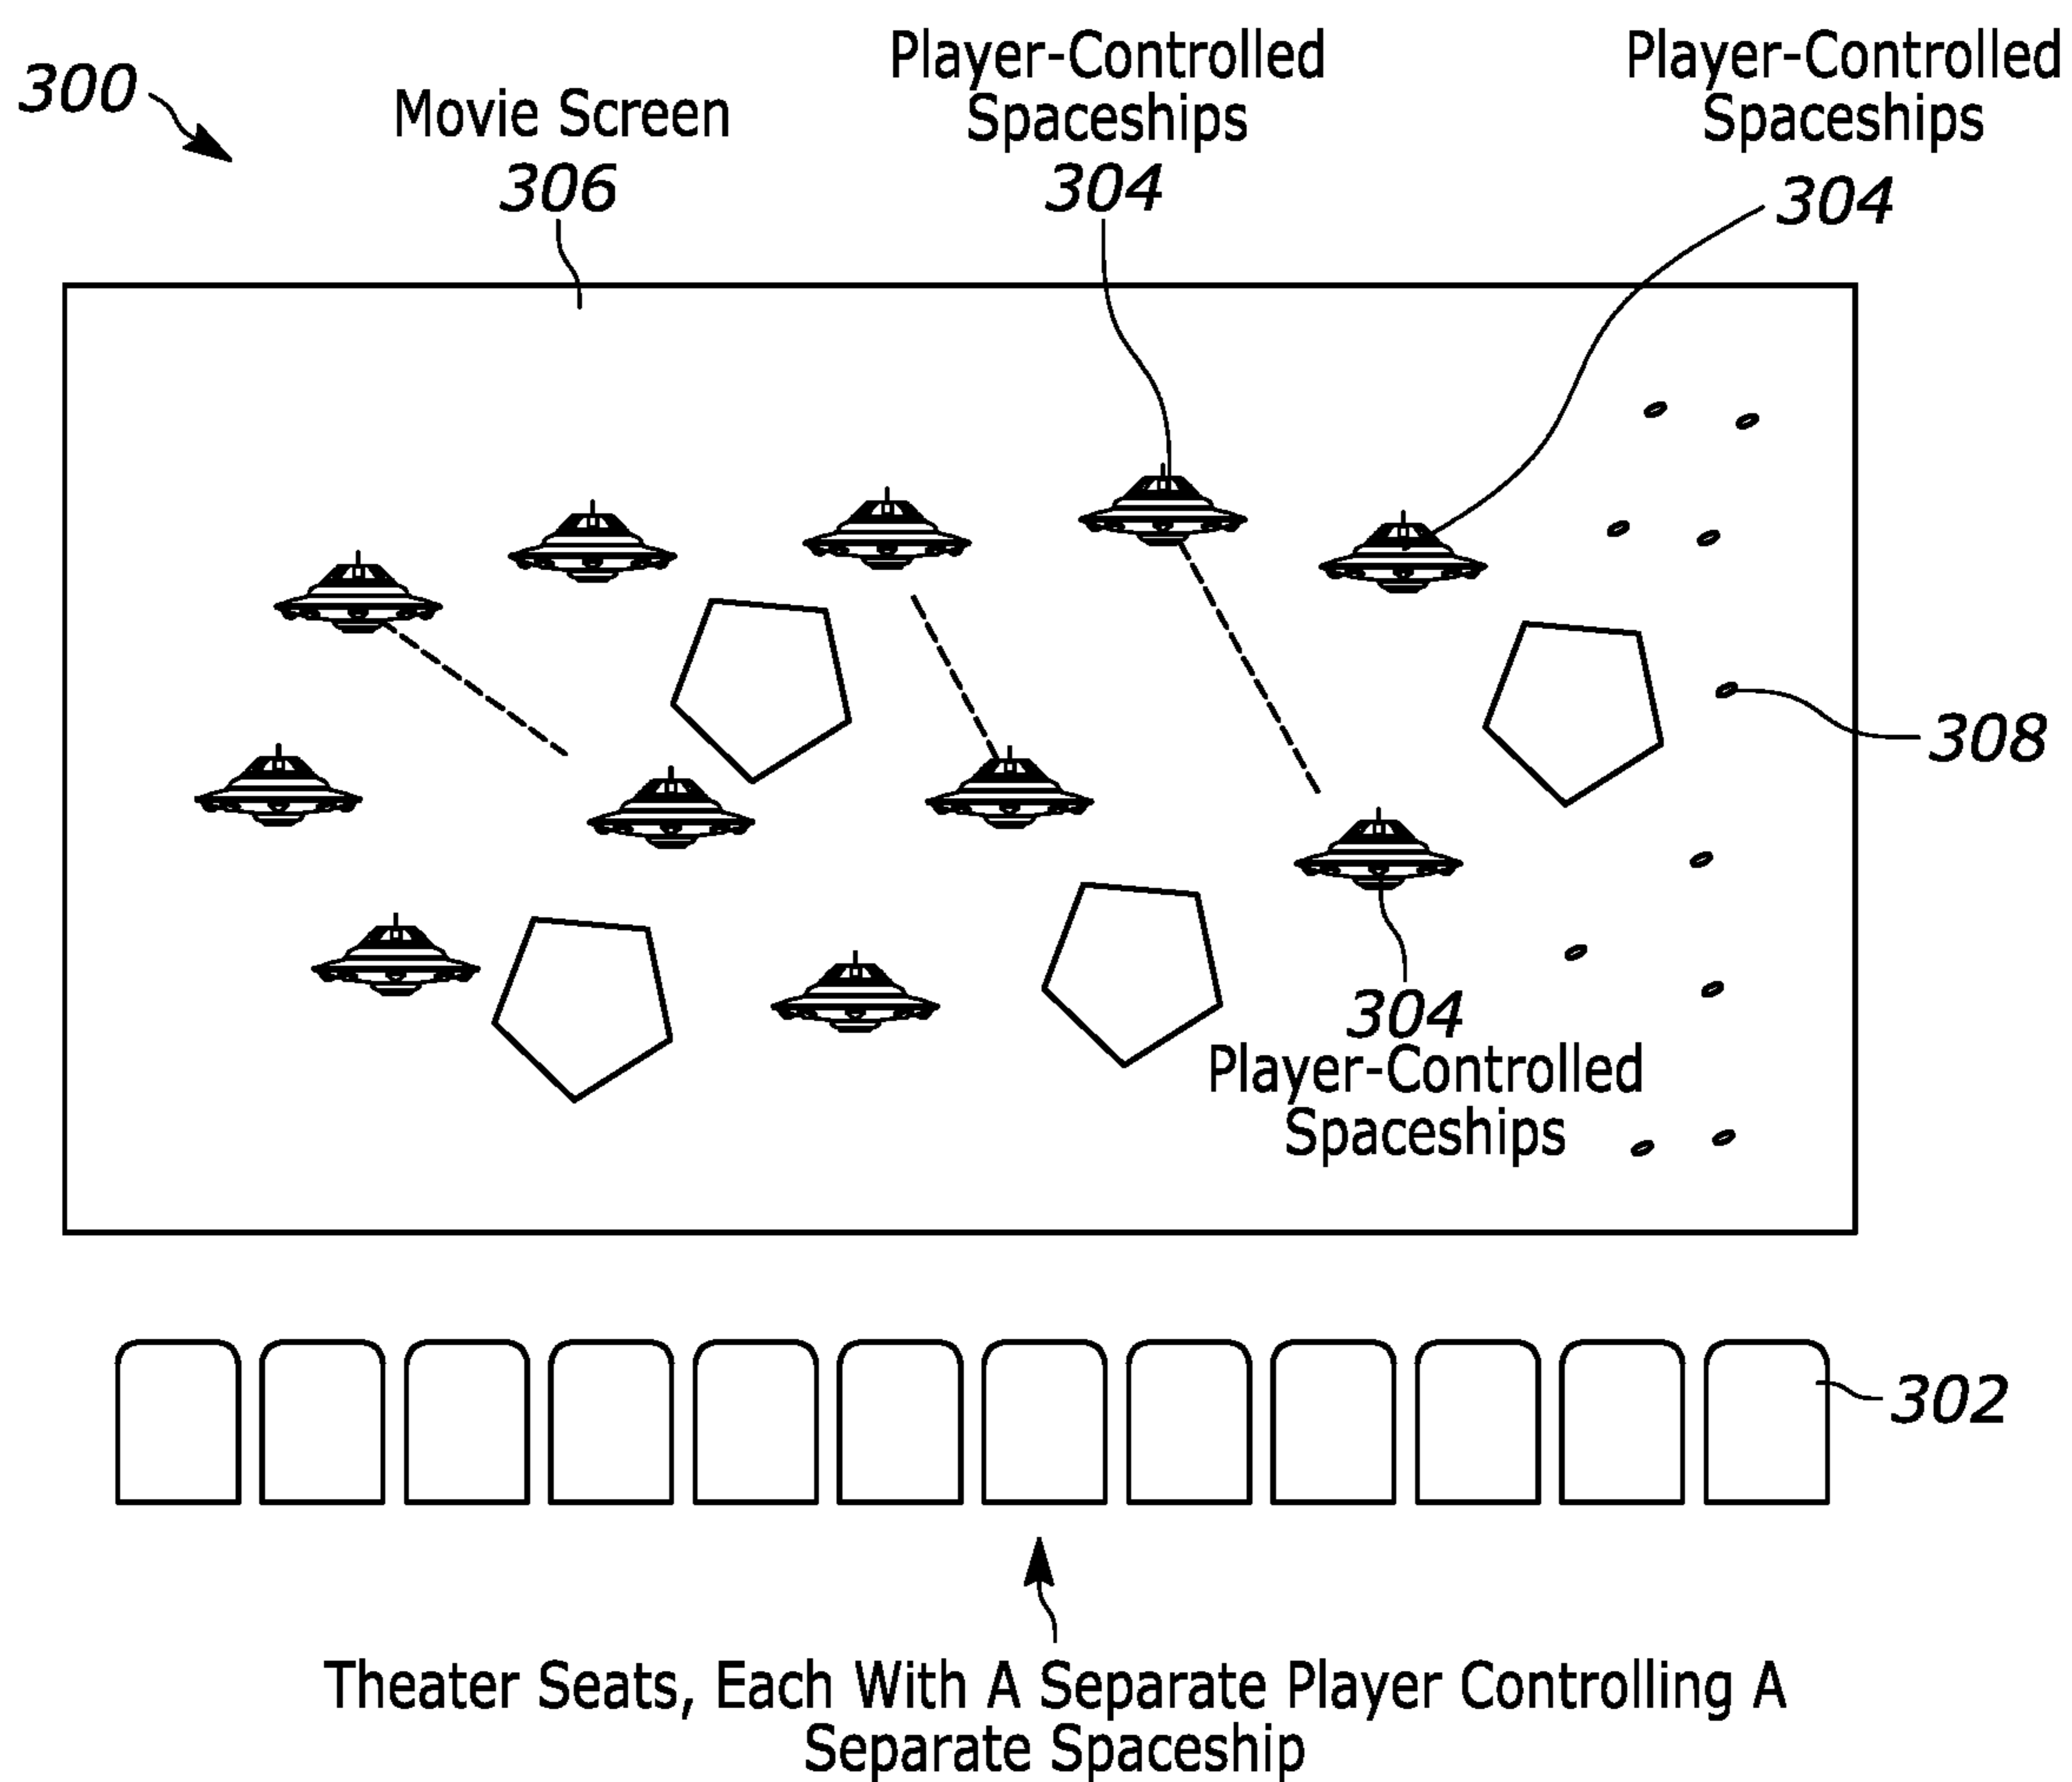 300
Movie Screen
306
Player-Controlled
Spaceships
304
Player-Controlled
Spaceships
304
308
304
Player-Controlled
Spaceships
302
Theater Seats, Each With A Separate Player Controlling A
Separate Spaceship